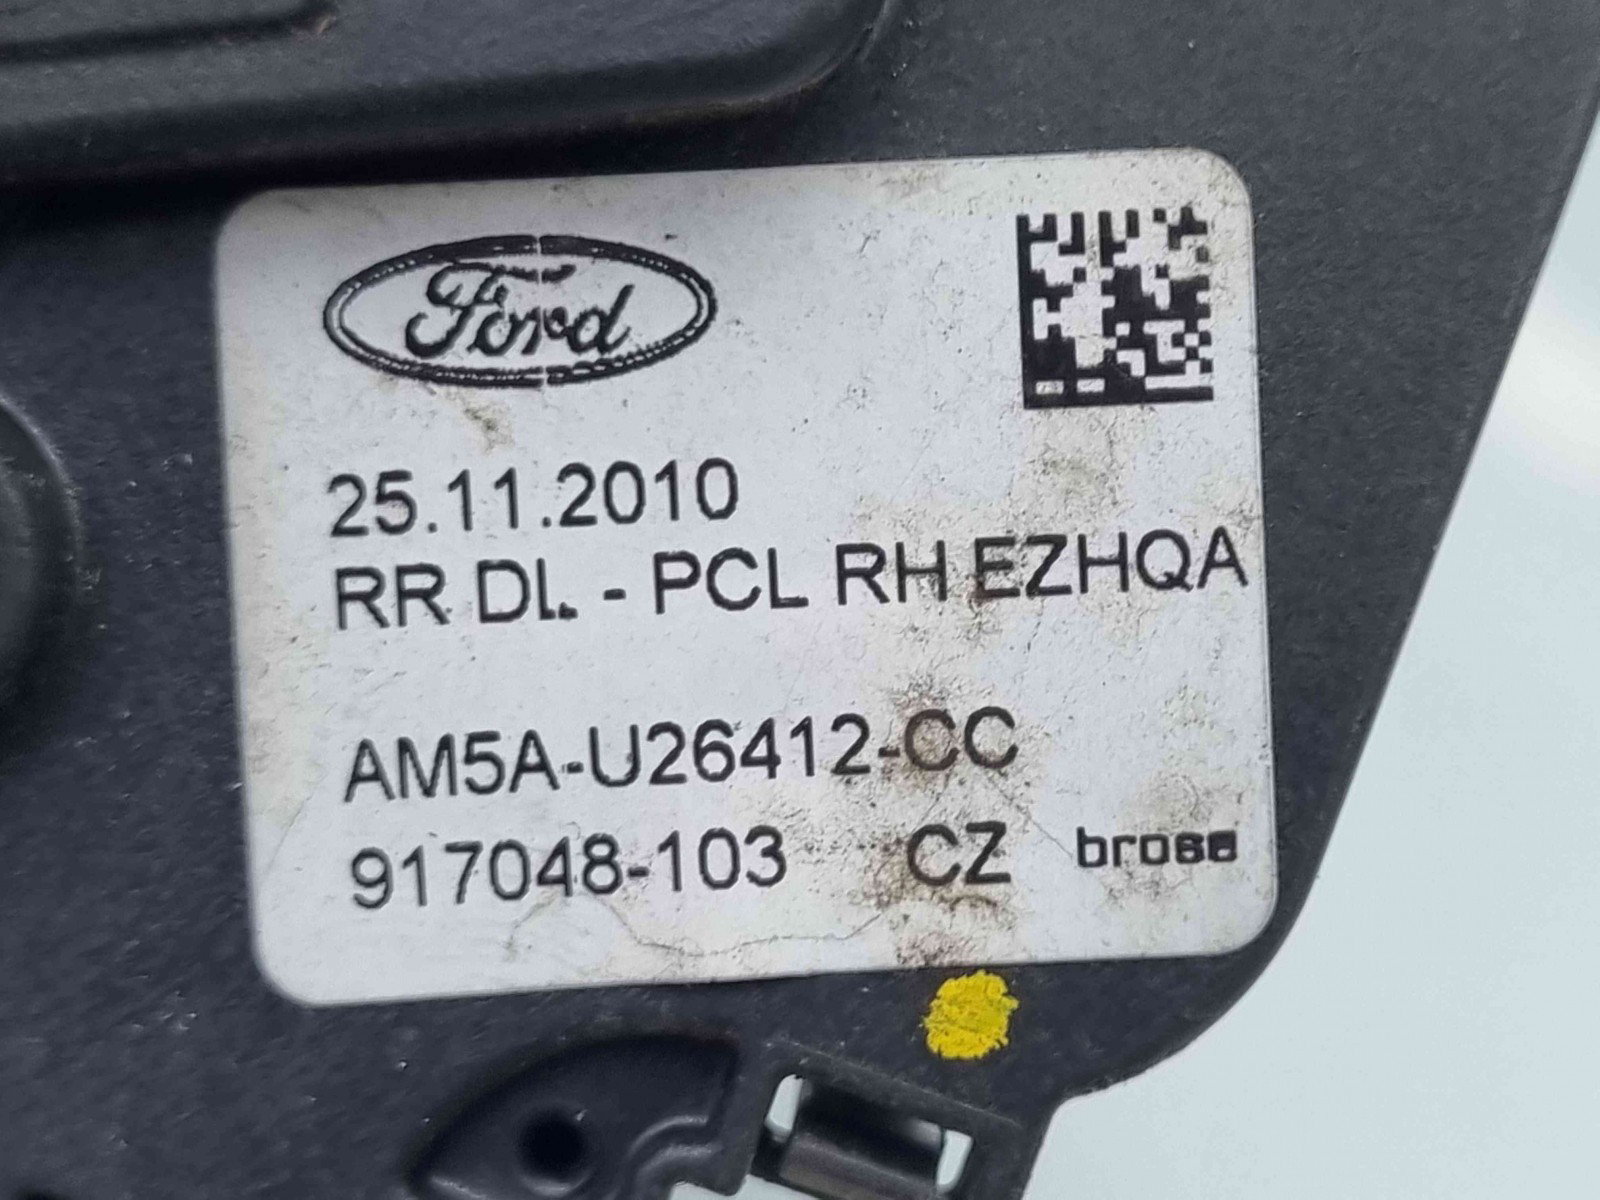 Ford
25.11.2010
RR DL - PCL RH EZHQA
AM5A-U26412-CC
917048-103 CZ brose